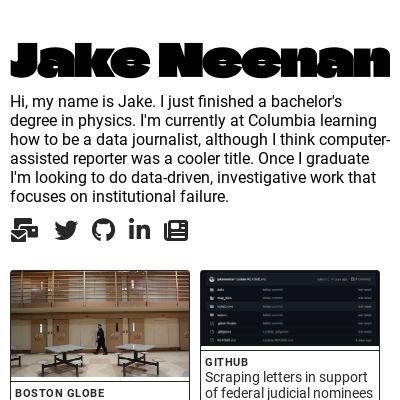 Jake Neenan
Hi, my name is Jake. I just finished a bachelor's
degree in physics. I'm currently at Columbia learning
how to be a data journalist, although I think computer-
assisted reporter was a cooler title. Once I graduate
I'm looking to do data-driven, investigative work that
focuses on institutional failure.
BOSTON GLOBE
GITHUB
Scraping letters in support
of federal judicial nominees